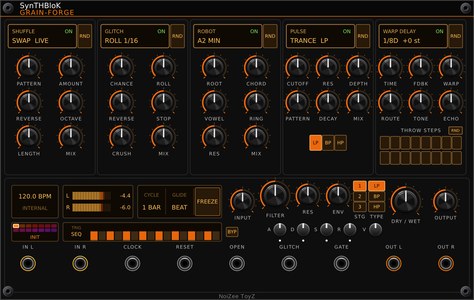 SynTHBloK
GRAIN-FORGE
SHUFFLE ON RND
SWAP LIVE
GLITCH ON RND
ROLL 1/16
ROBOT ON RND
A2 MIN
PULSE ON RND
TRANCE LP
WARP DELAY ON RND
1/8D +0 st
PATTERN AMOUNT CHANCE ROLL ROOT CHORD CUTOFF RES DEPTH TIME FDBK WARP
REVERSE OCTAVE REVERSE STOP VOWEL RING PATTERN DECAY MIX ROUTE TONE ECHO
LENGTH MIX CRUSH MIX RES MIX
LP BP HP
THROW STEPS RND
120.0 BPM
INTERNAL
L -4.4
R -6.0
CYCLE GLIDE
1 BAR BEAT
FREEZE
INPUT FILTER RES ENV
1 LP
2 BP
3 HP
STG TYPE
DRY / WET OUTPUT
INIT
SEQ
BYP
A D S R V
IN L IN R CLOCK RESET OPEN GLITCH GATE OUT L OUT R
NoiZee ToyZ